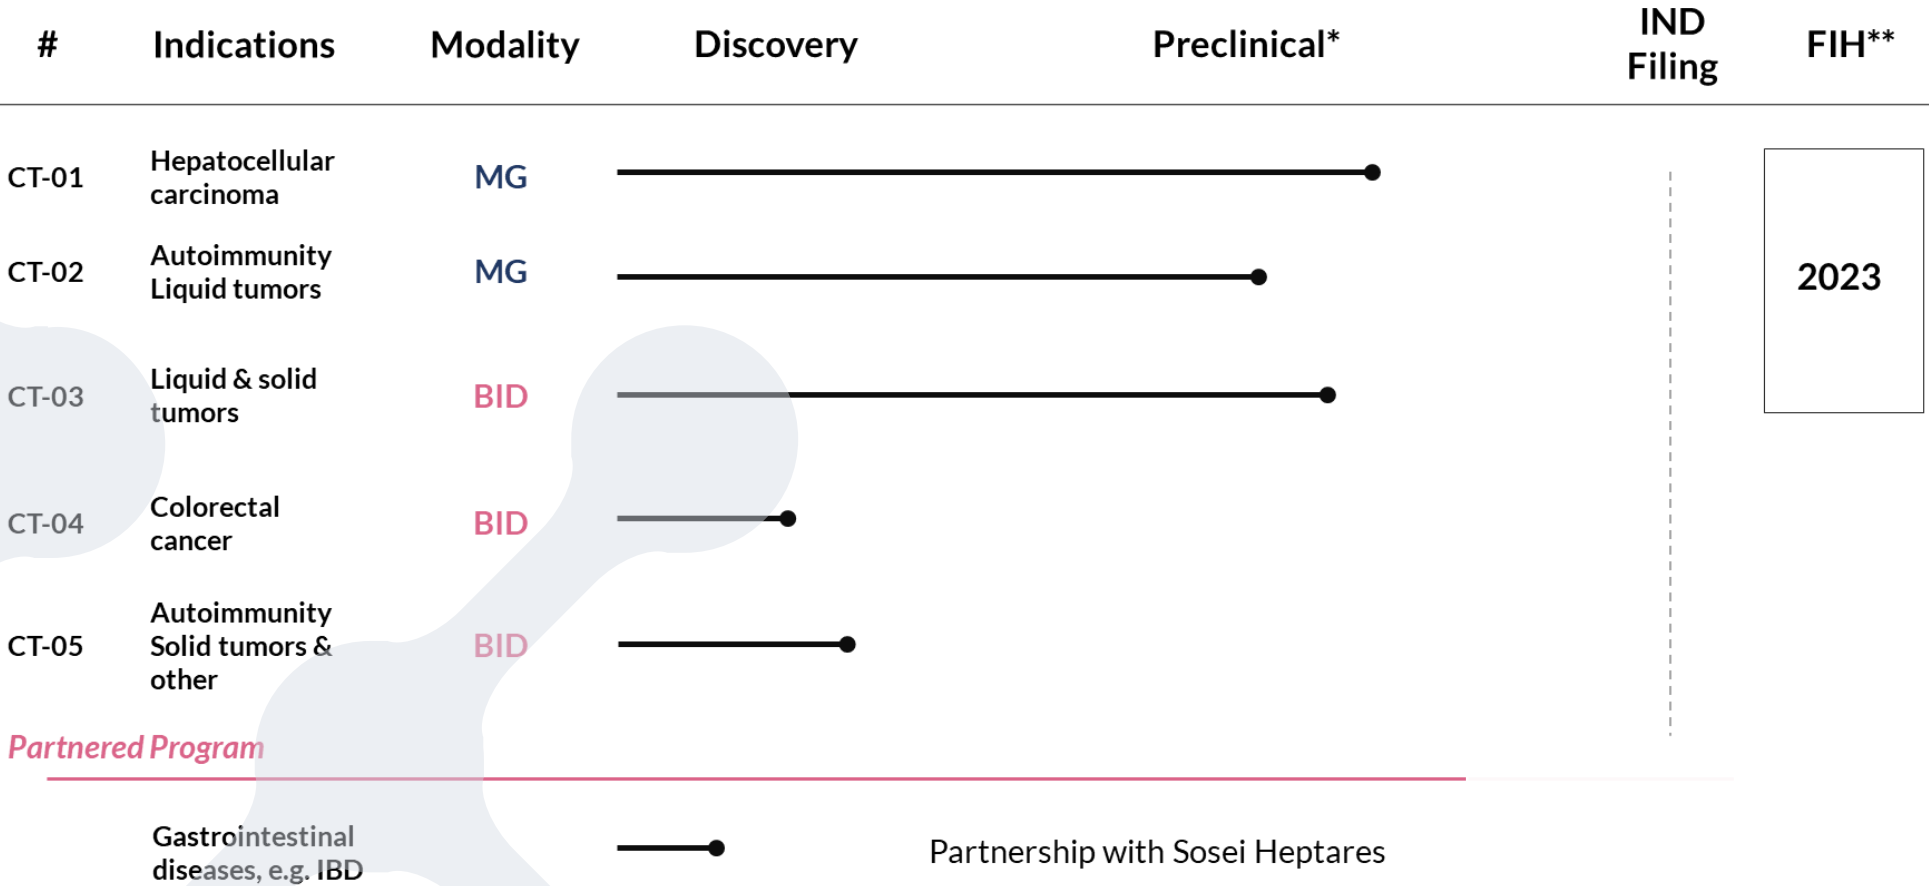 # Indications Modality Discovery Preclinical* IND Filing FIH**
CT-01 Hepatocellular carcinoma MG
CT-02 Autoimmunity Liquid tumors MG
2023
CT-03 Liquid & solid tumors BID
CT-04 Colorectal cancer BID
CT-05 Autoimmunity Solid tumors & other BID
Partnered Program
Gastrointestinal diseases, e.g. IBD Partnership with Sosei Heptares